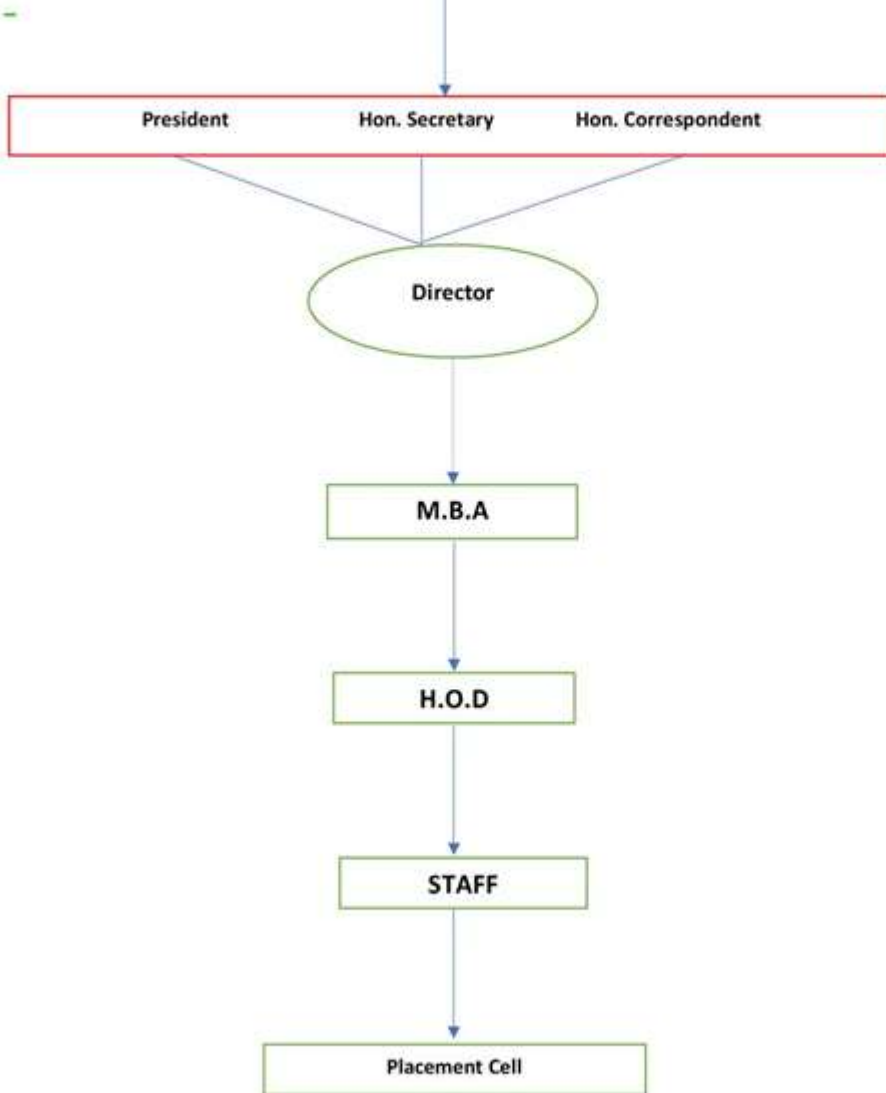 President Hon. Secretary Hon. Correspondent
Director
M.B.A
H.O.D
STAFF
Placement Cell